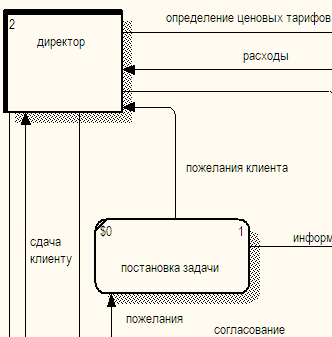 2
определение ценовых тарифов
директор
расходы
пожелания клиента
$0
1
сдача
клиенту
информ
постановка задачи
пожелания
согласование